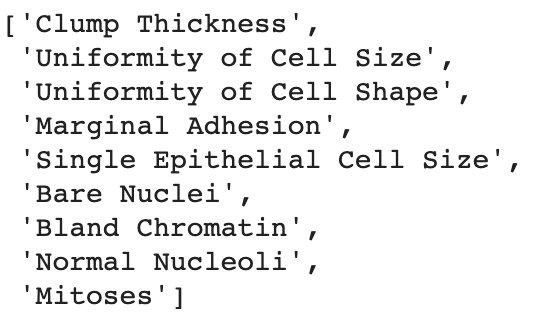 ['Clump Thickness',
'Uniformity of Cell Size',
'Uniformity of Cell Shape',
'Marginal Adhesion',
'Single Epithelial Cell Size',
'Bare Nuclei',
'Bland Chromatin',
'Normal Nucleoli',
'Mitoses']